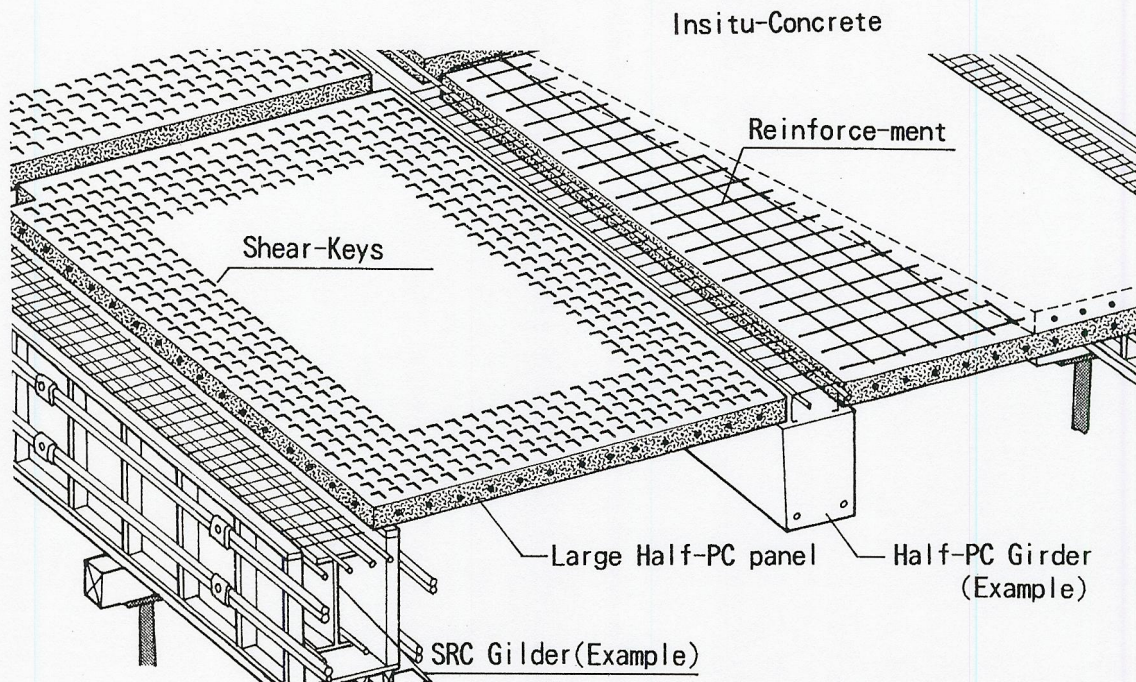 Insitu-Concrete
Reinforce-ment
Shear-Keys
Large Half-PC panel
Half-PC Girder
(Example)
SRC Gilder(Example)